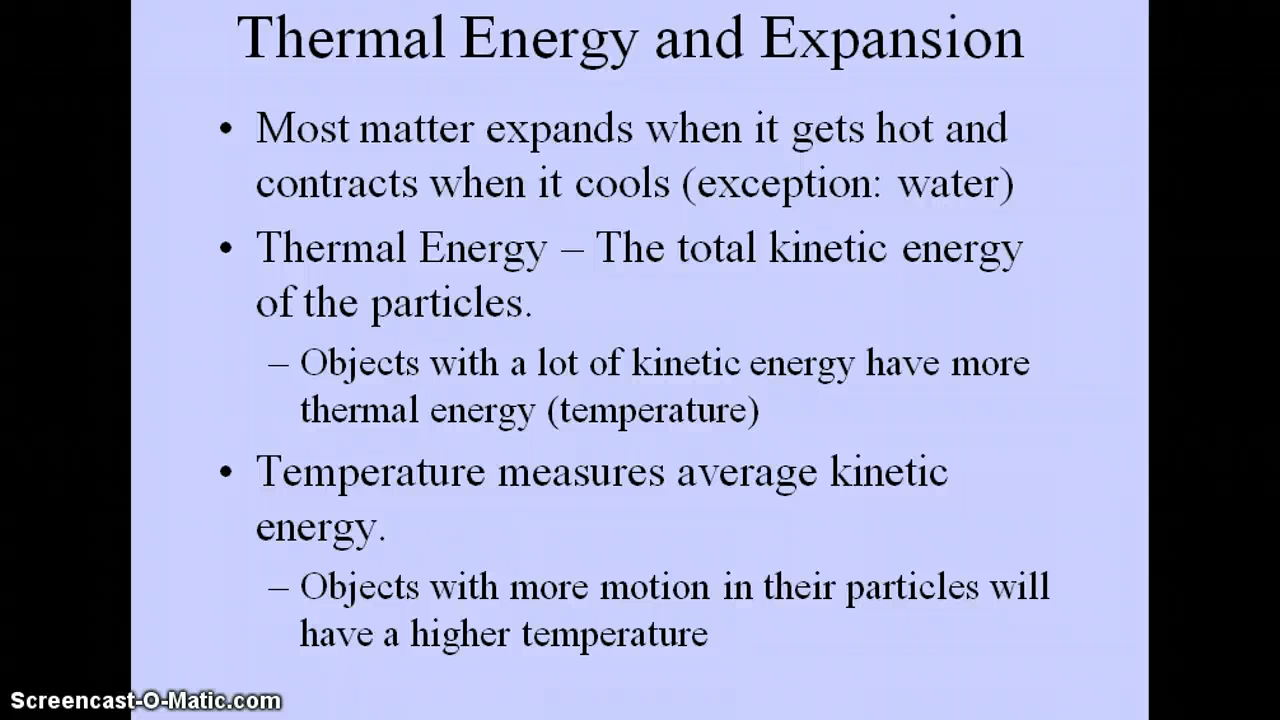 Thermal Energy and Expansion
• Most matter expands when it gets hot and
contracts when it cools (exception: water)
• Thermal Energy – The total kinetic energy
of the particles.
– Objects with a lot of kinetic energy have more
thermal energy (temperature)
• Temperature measures average kinetic
energy.
– Objects with more motion in their particles will
have a higher temperature
Screencast-O-Matic.com